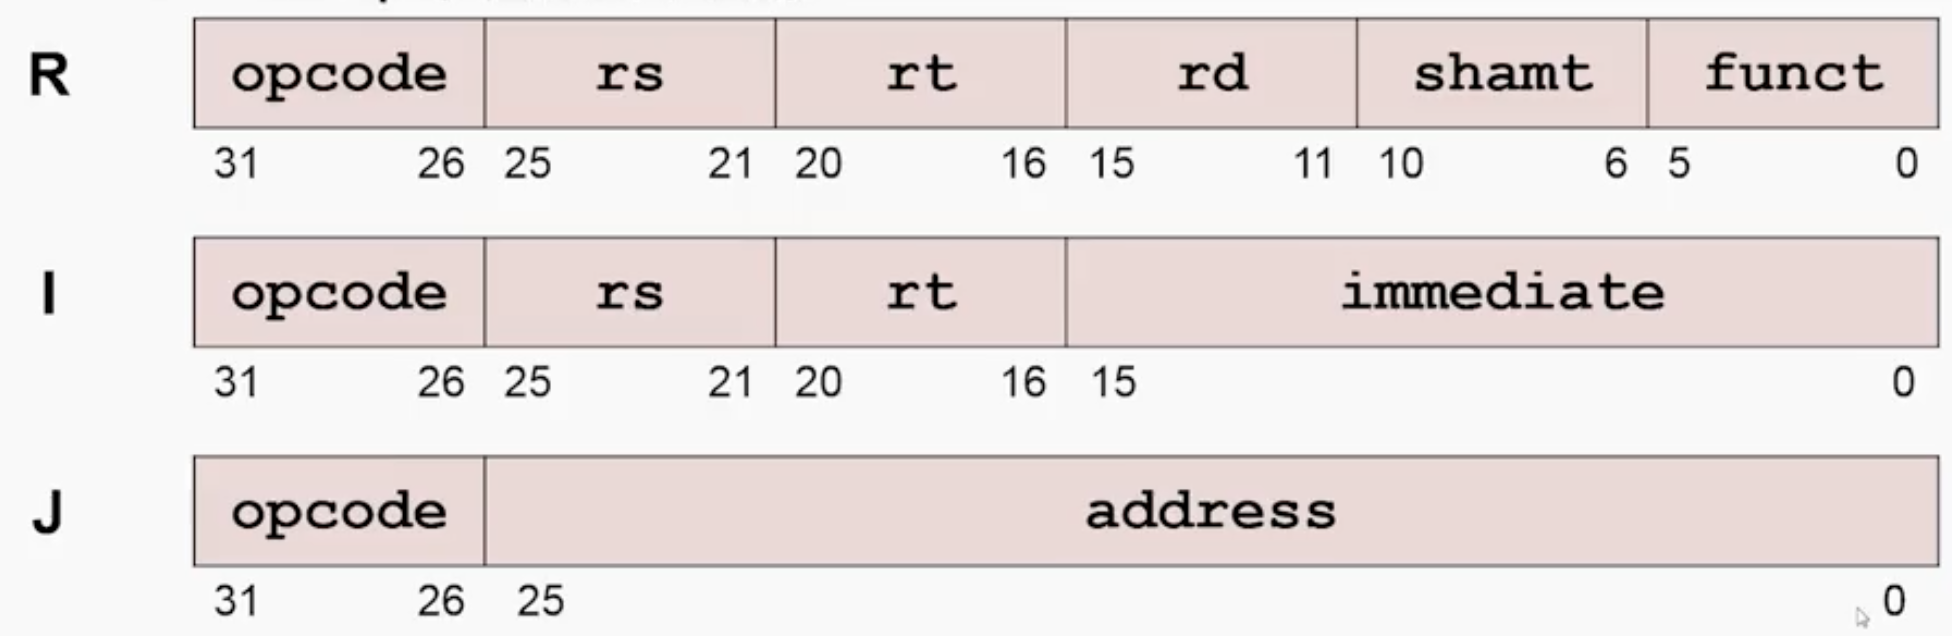 R opcode rs rt rd shamt funct
31 26 25 21 20 16 15 11 10 6 5 0
I opcode rs rt immediate
31 26 25 21 20 16 15 0
J opcode address
31 26 25 0